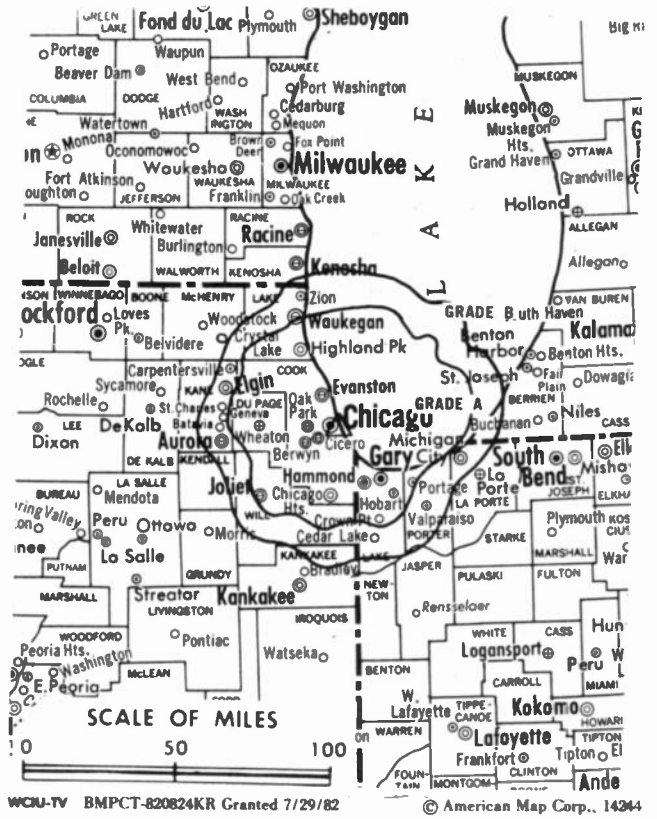 GREEN LAKE
Fond du Lac
Plymouth
Sheboygan
Portage
Waupun
Beaver Dam
West Bend
OZAUKEE
Port Washington
COLUMBIA
DODGE
Hartford
WASHINGTON
Cedarburg
Mequon
Watertown
Monona
Oconomowoc
Brown Deer
Fox Point
Waukesha
Milwaukee
Fort Atkinson
WAUKESHA
MILWAUKEE
oughton
JEFFERSON
Franklin
Oak Creek
ROCK
Whitewater
RACINE
Janesville
Burlington
Racine
Beloit
WALWORTH
KENOSHA
Kenosha
LAKE
MUSKEGON
Muskegon
Muskegon Hts.
Grand Haven
OTTAWA
Grandville
Holland
ALLEGAN
Allegan
WINNEBAGO
BOONE
McHENRY
LAKE
Zion
ockford
Loves Pk.
Woodstock
Waukegan
Belvidere
Crystal Lake
Highland Pk
GRADE B
uth Haven
VAN BUREN
Kalama
Benton Harbor
Benton Hts.
St. Joseph
Fair Plain
Dowagia
OGLE
Carpentersville
COOK
Sycamore
KANE
Elgin
Evanston
Rochelle
St. Charles
DU PAGE
Geneva
Oak Park
Chicago
GRADE A
BERRIEN
Buchanan
Niles
CASS
LEE
DeKalb
Batavia
Wheaton
Cicero
Berwyn
Dixon
Aurora
Michigan City
DE KALB
KENDALL
Gary
South Bend
Misha
LA SALLE
Mendota
Joliet
Hammond
Chicago Hts.
Hobart
Portage
La Porte
LA PORTE
ST. JOSEPH
ELKH
BUREAU
WILL
Crown Pt
Valparaiso
ring Valley
Peru
Ottawa
Morris
Cedar Lake
PORTER
STARKE
Plymouth
KOS
La Salle
KANKAKEE
LAKE
MARSHALL
PUTNAM
GRUNDY
Bradley
JASPER
PULASKI
FULTON
MARSHALL
Streator
Kankakee
NEWTON
LIVINGSTON
IROQUOIS
Rensselaer
WOODFORD
Pontiac
Peoria Hts.
Washington
Watseka
WHITE
CASS
Logansport
Peru
McLEAN
E. Peoria
BENTON
CARROLL
MIAMI
W. Lafayette
TIPPECANOE
Kokomo
HOWARD
WARREN
Lafayette
TIPTON
Frankfort
Tipton
CLINTON
FOUNTAIN
MONTGOM
Ande
SCALE OF MILES
0 50 100
WCIU-TV BMPCT-820824KR Granted 7/29/82
© American Map Corp., 14244